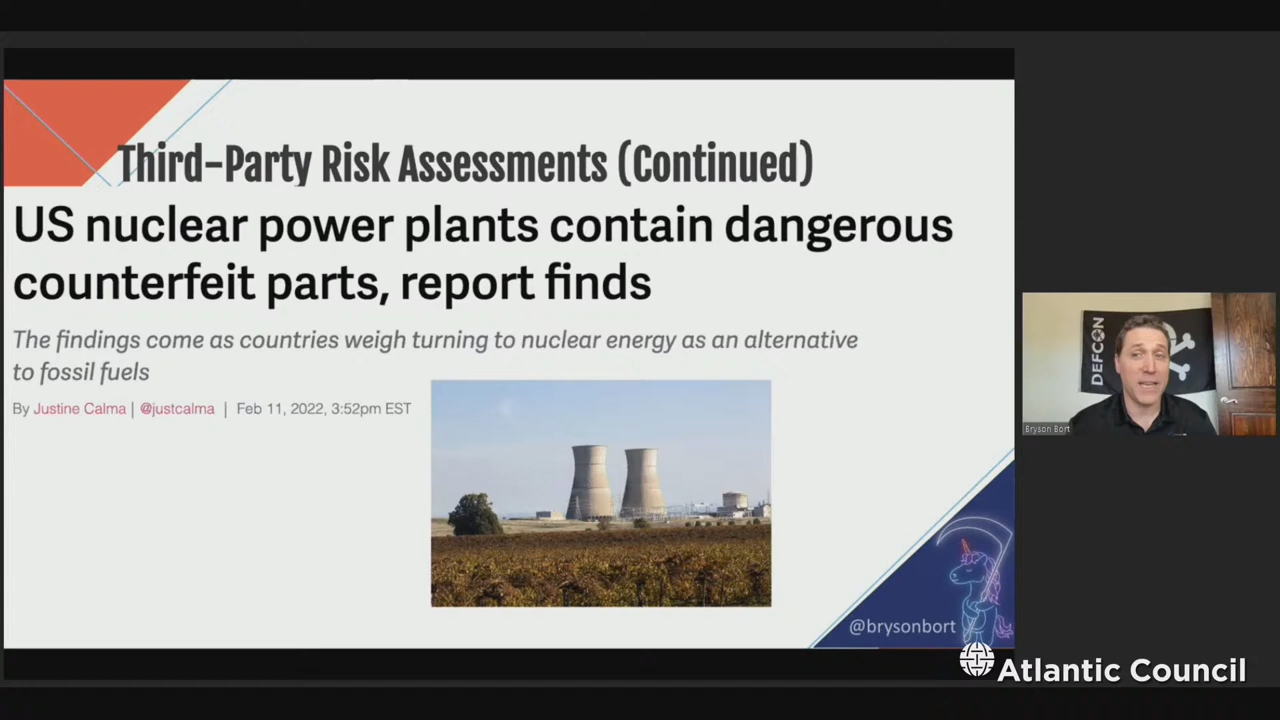 Third-Party Risk Assessments (Continued)
US nuclear power plants contain dangerous
counterfeit parts, report finds
The findings come as countries weigh turning to nuclear energy as an alternative
to fossil fuels
By Justine Calma | @justcalma | Feb 11, 2022, 3:52pm EST
DEFCON
Bryson Bort
@brysonbort
Atlantic Council